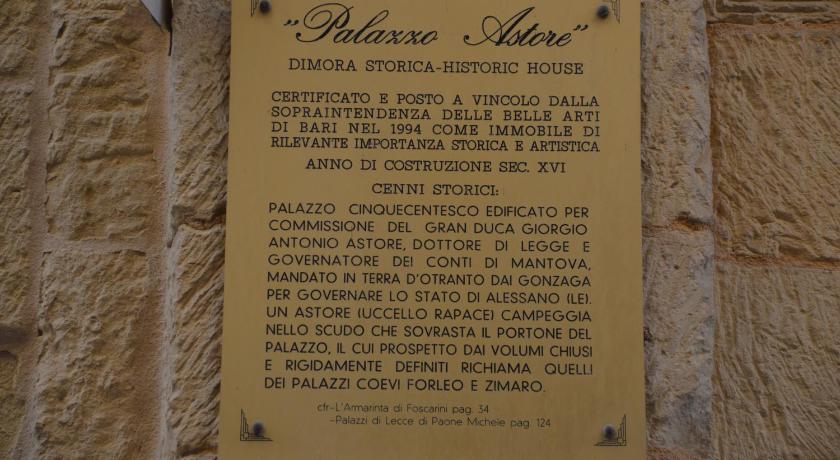 "Palazzo Astore"
DIMORA STORICA-HISTORIC HOUSE
CERTIFICATO E POSTO A VINCOLO DALLA
SOPRAINTENDENZA DELLE BELLE ARTI
DI BARI NEL 1994 COME IMMOBILE DI
RILEVANTE IMPORTANZA STORICA E ARTISTICA
ANNO DI COSTRUZIONE SEC. XVI
CENNI STORICI:
PALAZZO CINQUECENTESCO EDIFICATO PER
COMMISSIONE DEL GRAN DUCA GIORGIO
ANTONIO ASTORE, DOTTORE DI LEGGE E
GOVERNATORE DEI CONTI DI MANTOVA,
MANDATO IN TERRA D'OTRANTO DAI GONZAGA
PER GOVERNARE LO STATO DI ALESSANO (LE).
UN ASTORE (UCCELLO RAPACE) CAMPEGGIA
NELLO SCUDO CHE SOVRASTA IL PORTONE DEL
PALAZZO, IL CUI PROSPETTO DAI VOLUMI CHIUSI
E RIGIDAMENTE DEFINITI RICHIAMA QUELLI
DEI PALAZZI COEVI FORLEO E ZIMARO.
cfr-L'Armarinta di Foscarini pag. 34
-Palazzi di Lecce di Paone Michele pag. 124